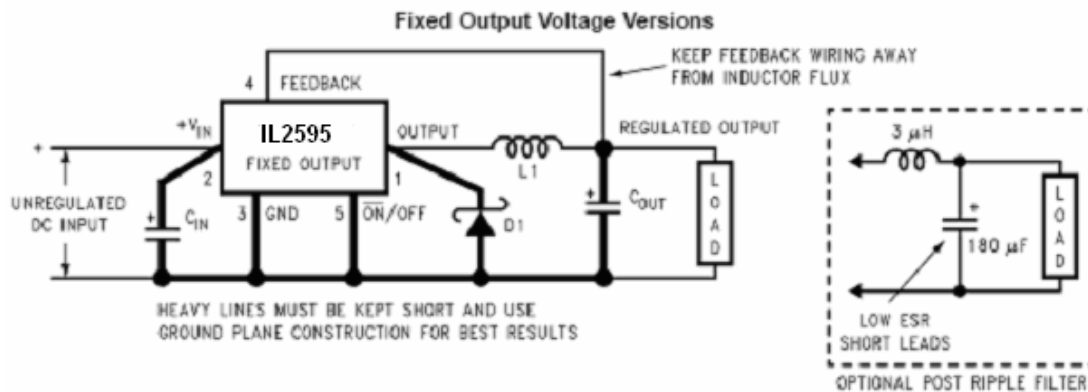 Fixed Output Voltage Versions
KEEP FEEDBACK WIRING AWAY
FROM INDUCTOR FLUX
4 FEEDBACK
+VIN
IL2595
FIXED OUTPUT
OUTPUT
REGULATED OUTPUT
3 μH
+
2
1
L1
UNREGULATED
DC INPUT
+
CIN
3 GND
5 ON/OFF
D1
+
COUT
LOAD
+
180 μF
LOAD
HEAVY LINES MUST BE KEPT SHORT AND USE
GROUND PLANE CONSTRUCTION FOR BEST RESULTS
LOW ESR
SHORT LEADS
OPTIONAL POST RIPPLE FILTER